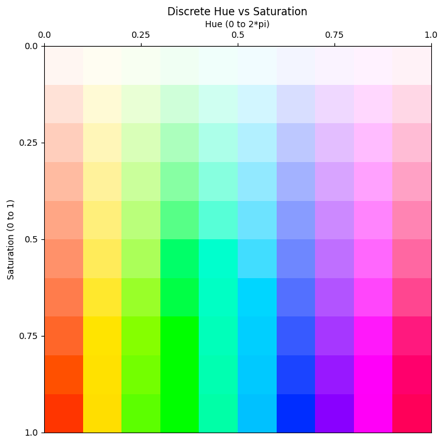 Discrete Hue vs Saturation
Hue (0 to 2*pi)
0.0 0.25 0.5 0.75 1.0
0.0
0.25
0.5
0.75
1.0
Saturation (0 to 1)